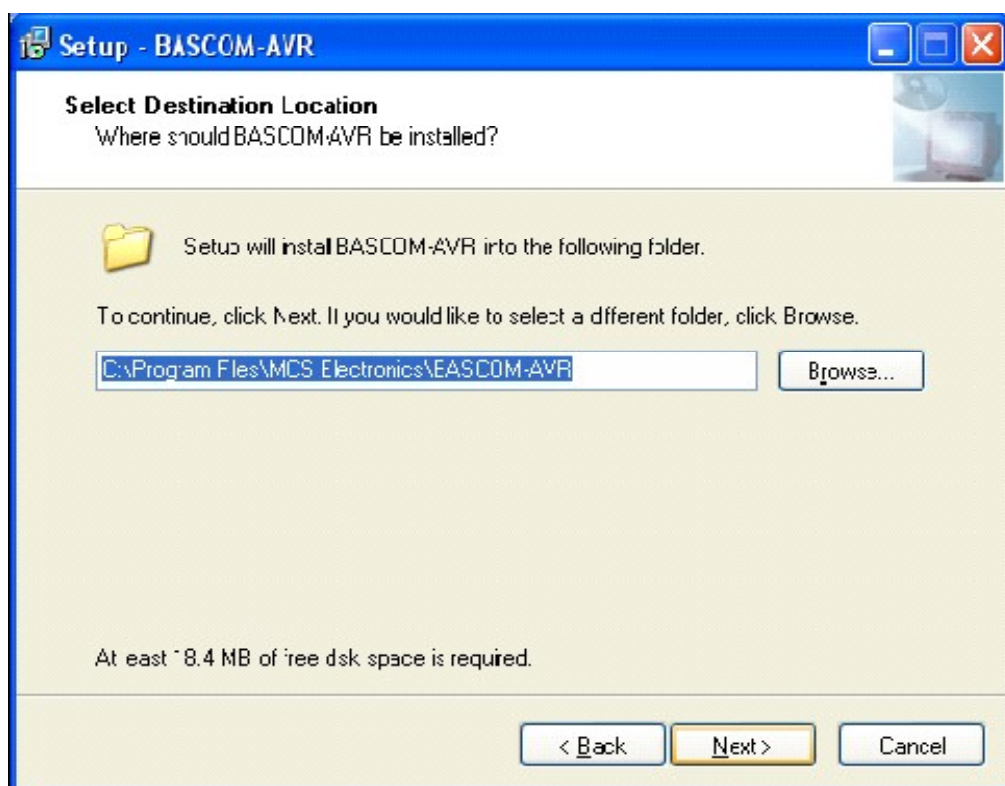 Setup - BASCOM-AVR
Select Destination Location
Where should BASCOM-AVR be installed?
Setup will install BASCOM-AVR into the following folder.
To continue, click Next. If you would like to select a different folder, click Browse.
C:\Program Files\MCS Electronics\BASCOM-AVR
Browse...
At least 18.4 MB of free disk space is required.
< Back
Next >
Cancel